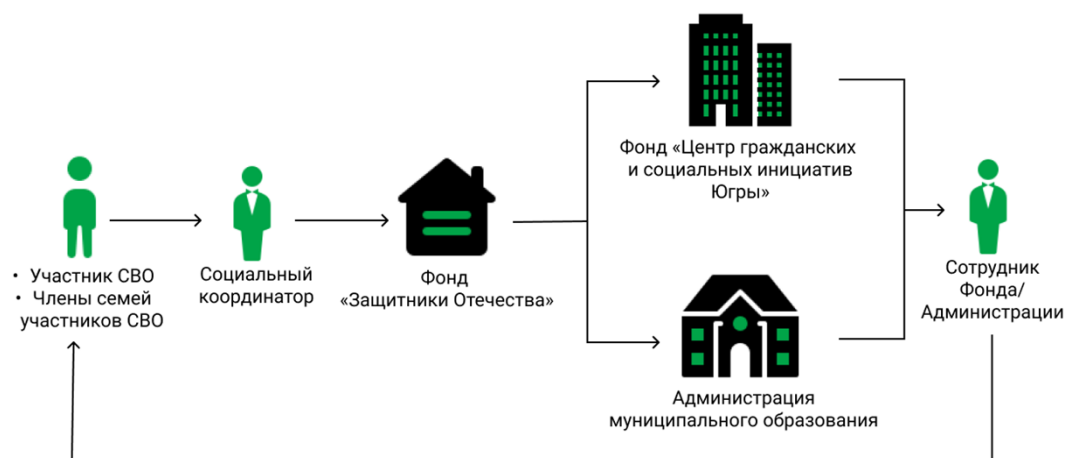 • Участник СВО
• Члены семей
участников СВО
Социальный
координатор
Фонд
«Защитники Отечества»
Фонд «Центр гражданских
и социальных инициатив
Югры»
Администрация
муниципального образования
Сотрудник
Фонда/
Администрации